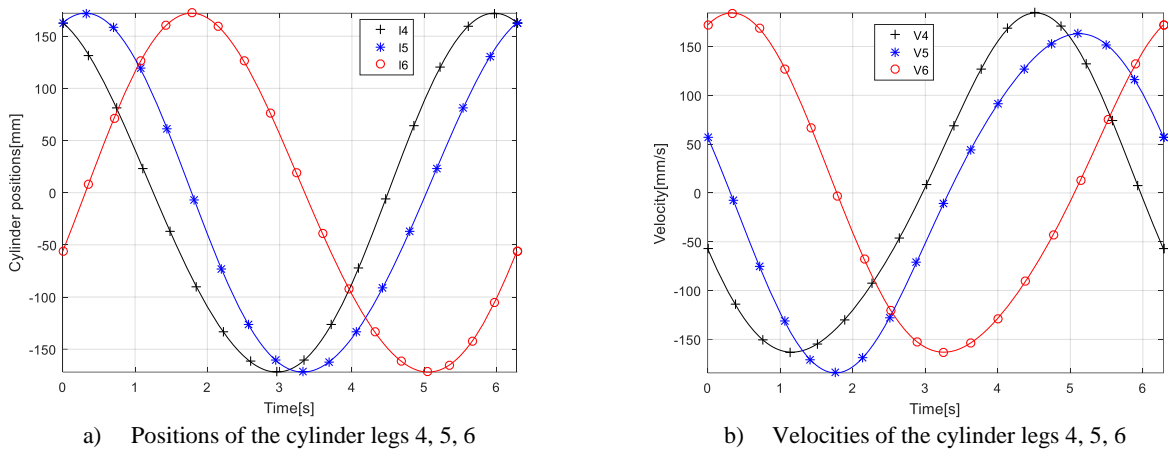 150
100
50
0
-50
-100
-150
Cylinder positions[mm]
0 1 2 3 4 5 6
Time[s]
l4
l5
l6
150
100
50
0
-50
-100
-150
Velocity[mm/s]
0 1 2 3 4 5 6
Time[s]
V4
V5
V6
a) Positions of the cylinder legs 4, 5, 6
b) Velocities of the cylinder legs 4, 5, 6